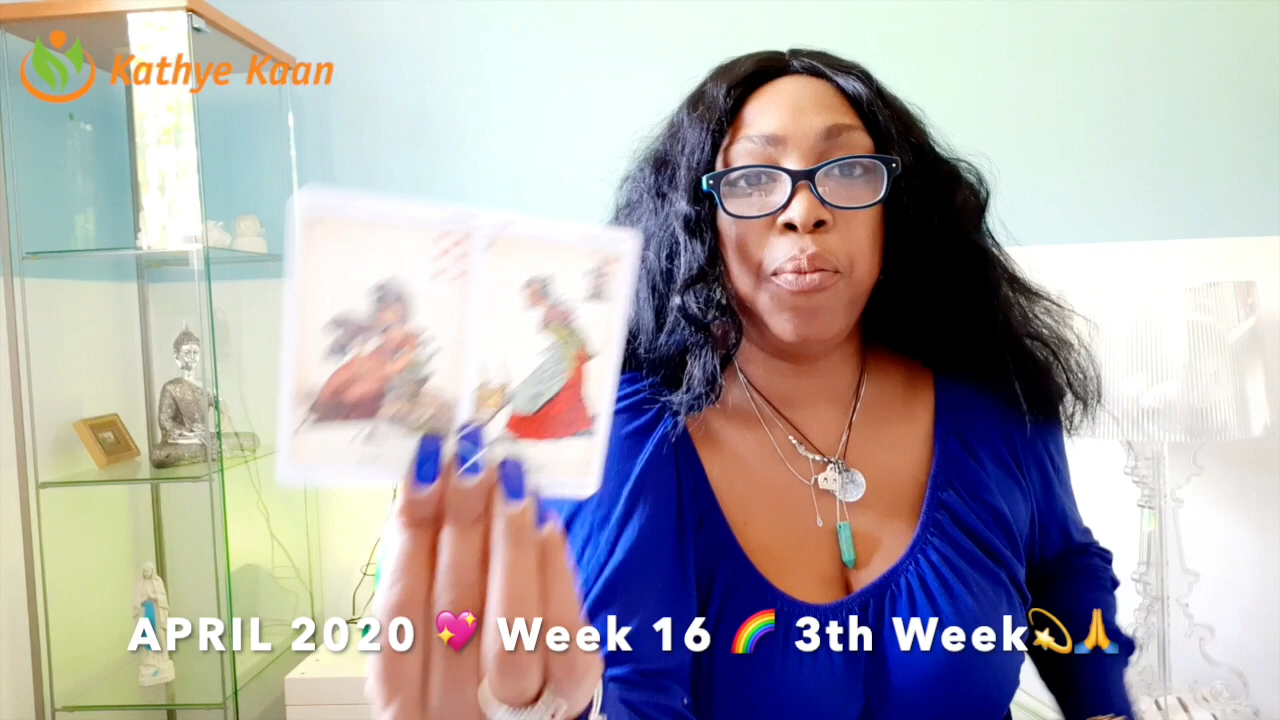 Kathye Kaan
APRIL 2020 💖 Week 16 🌈 3th Week💫🙏